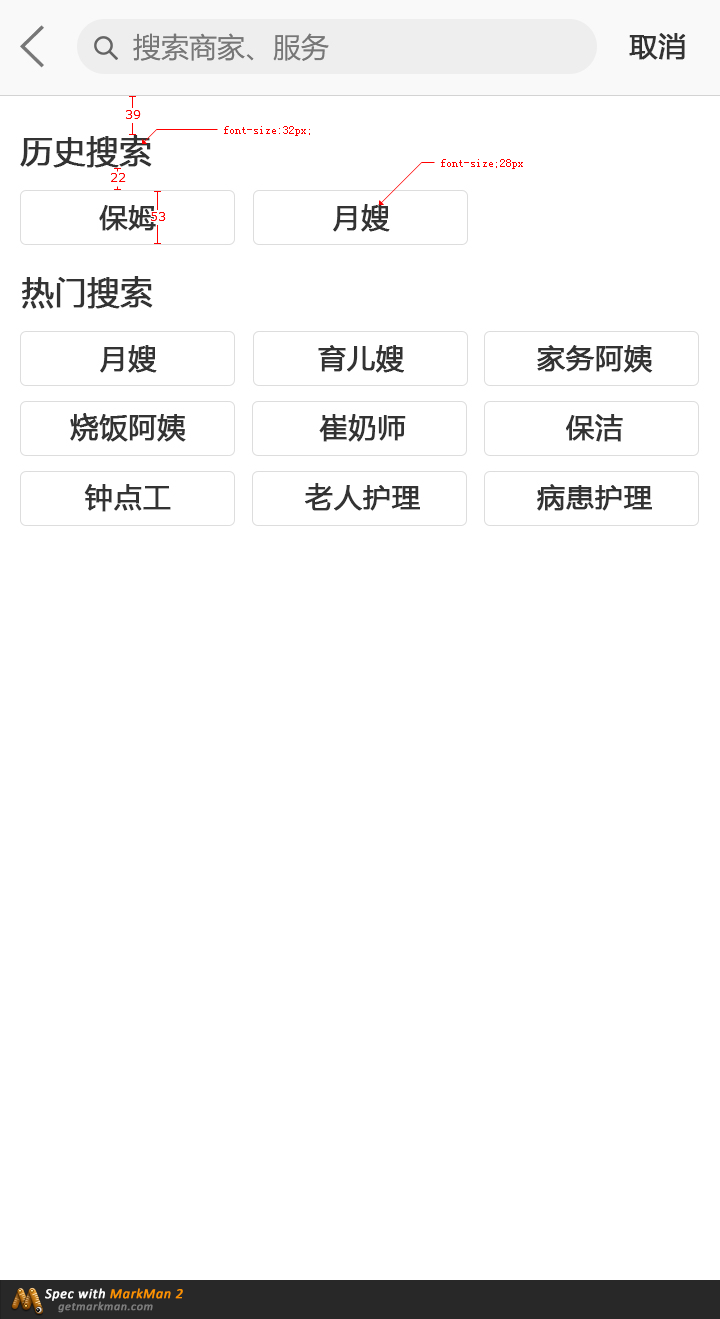 搜索商家、服务 取消
39
font-size:32px;
历史搜索
font-size:28px
22
保姆 53 月嫂
热门搜索
月嫂 育儿嫂 家务阿姨
烧饭阿姨 崔奶师 保洁
钟点工 老人护理 病患护理
Spec with MarkMan 2
getmarkman.com